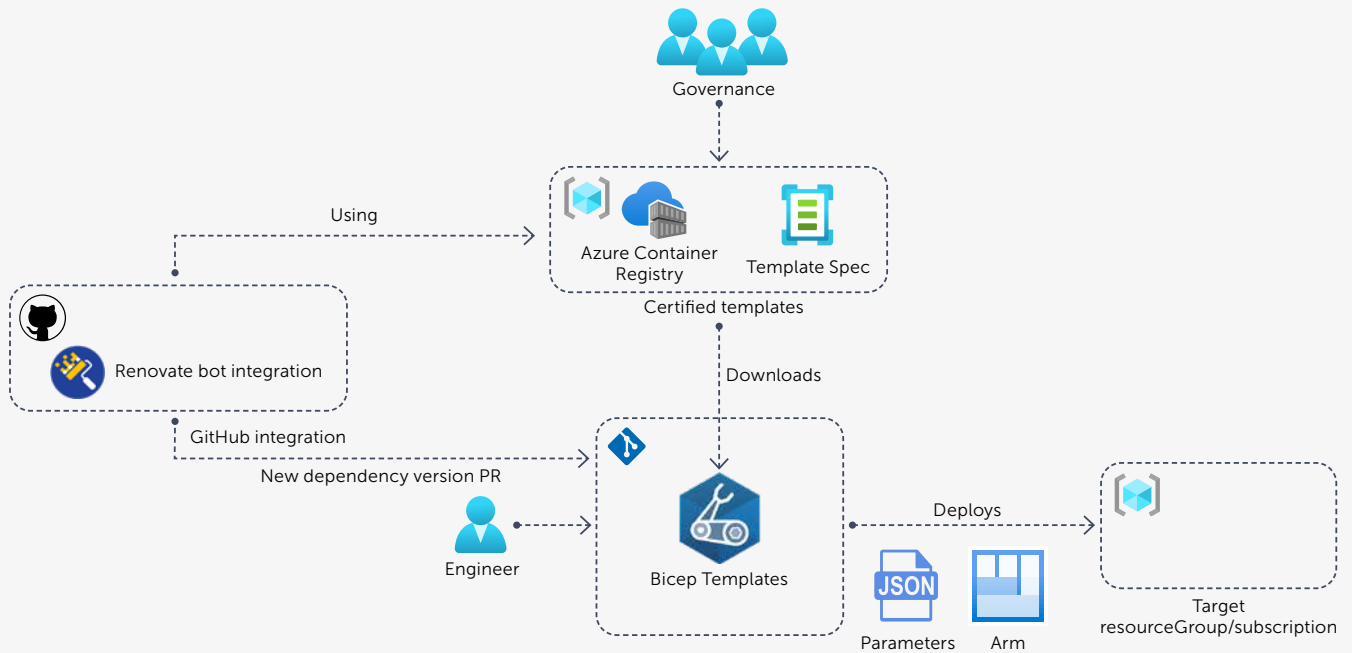 Governance
Using
Azure Container
Registry
Template Spec
Certified templates
Renovate bot integration
Downloads
GitHub integration
New dependency version PR
Engineer
Bicep Templates
Deploys
JSON
Parameters
Arm
Target
resourceGroup/subscription